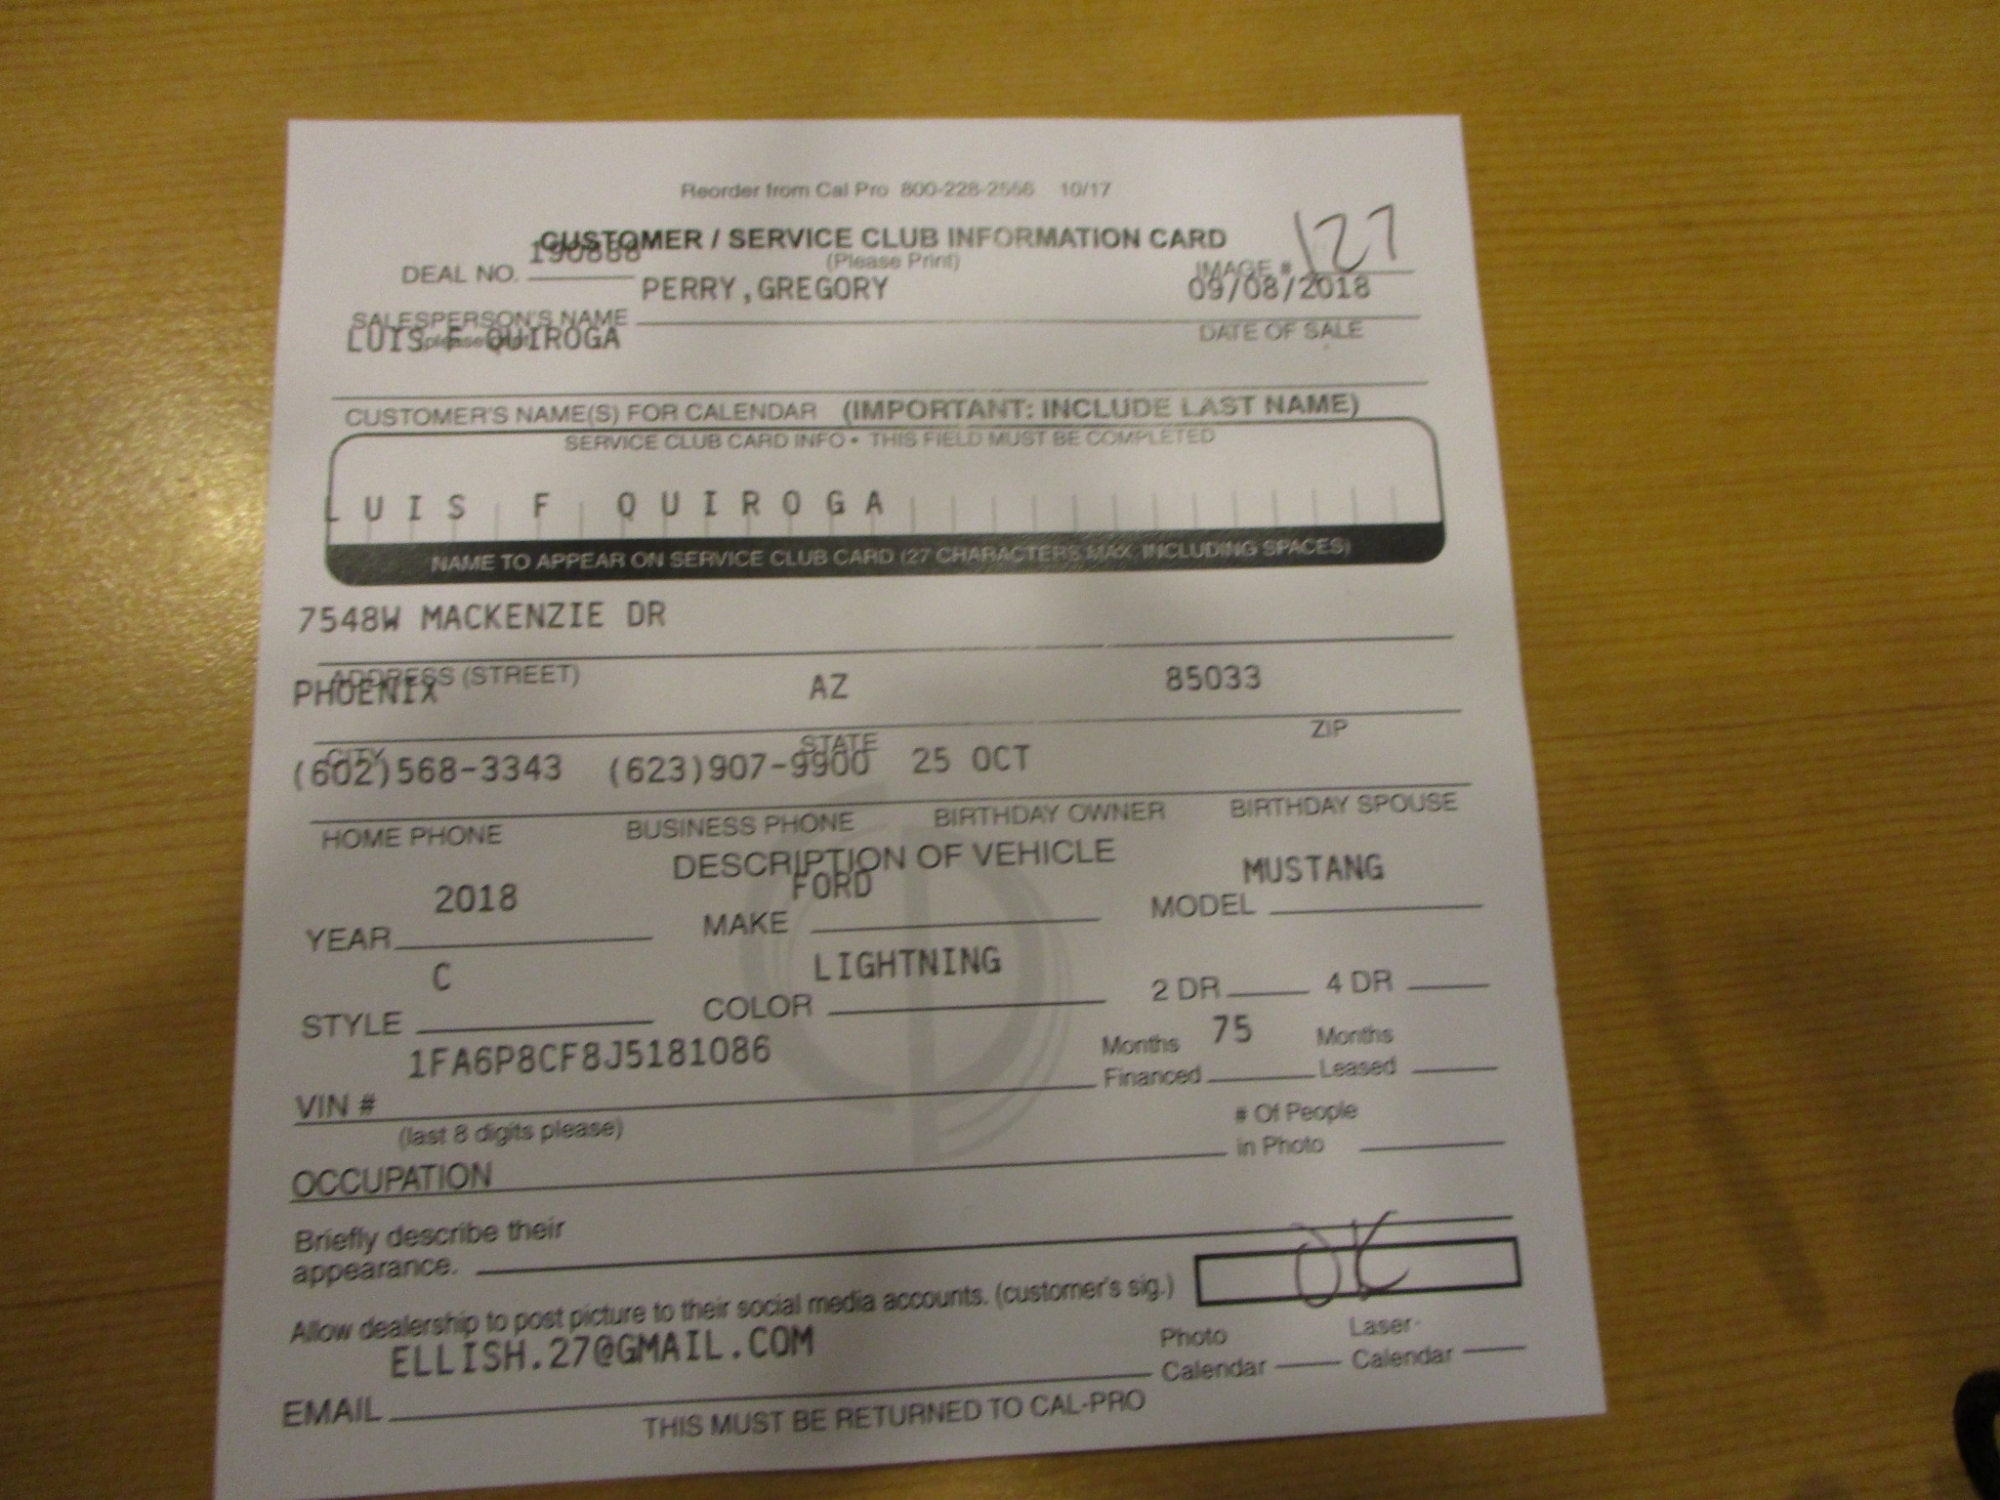 Reorder from Cal Pro 800-228-2556 10/17
CUSTOMER / SERVICE CLUB INFORMATION CARD
(Please Print)
DEAL NO. 190888
IMAGE # 127
PERRY,GREGORY 09/08/2018
SALESPERSON'S NAME DATE OF SALE
(please print)
LUIS F QUIROGA
CUSTOMER'S NAME(S) FOR CALENDAR (IMPORTANT: INCLUDE LAST NAME)
SERVICE CLUB CARD INFO • THIS FIELD MUST BE COMPLETED
LUIS F QUIROGA
NAME TO APPEAR ON SERVICE CLUB CARD (27 CHARACTERS MAX. INCLUDING SPACES)
7548W MACKENZIE DR
ADDRESS (STREET)
PHOENIX AZ 85033
CITY STATE ZIP
(602)568-3343 (623)907-9900 25 OCT
HOME PHONE BUSINESS PHONE BIRTHDAY OWNER BIRTHDAY SPOUSE
DESCRIPTION OF VEHICLE
YEAR 2018 MAKE FORD MODEL MUSTANG
STYLE C COLOR LIGHTNING 2 DR 4 DR
VIN # 1FA6P8CF8J5181086 Months Financed 75 Months Leased
(last 8 digits please)
OCCUPATION # Of People in Photo
Briefly describe their
appearance.
Allow dealership to post picture to their social media accounts. (customer's sig.) OK
EMAIL ELLISH.27@GMAIL.COM Photo Calendar Laser Calendar
THIS MUST BE RETURNED TO CAL-PRO